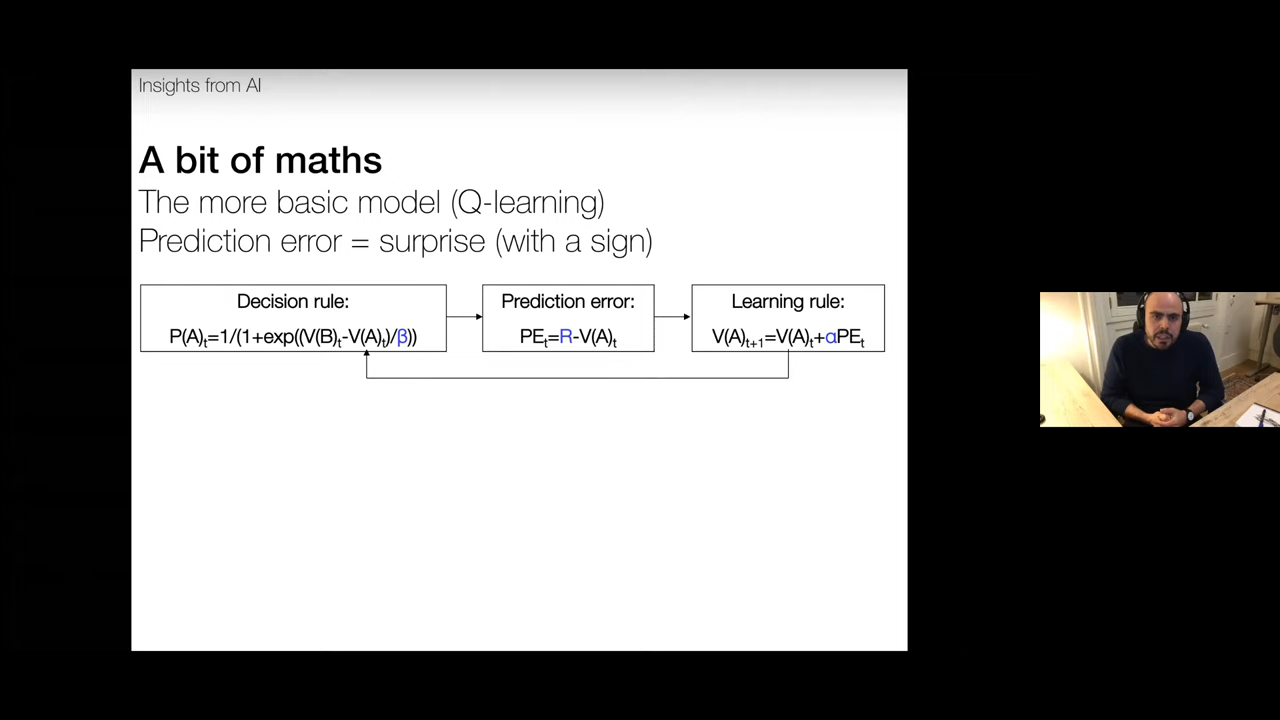 Insights from AI
A bit of maths
The more basic model (Q-learning)
Prediction error = surprise (with a sign)
Decision rule:
P(A)t=1/(1+exp((V(B)t-V(A)t)/β))
Prediction error:
PEt=R-V(A)t
Learning rule:
V(A)t+1=V(A)t+αPEt